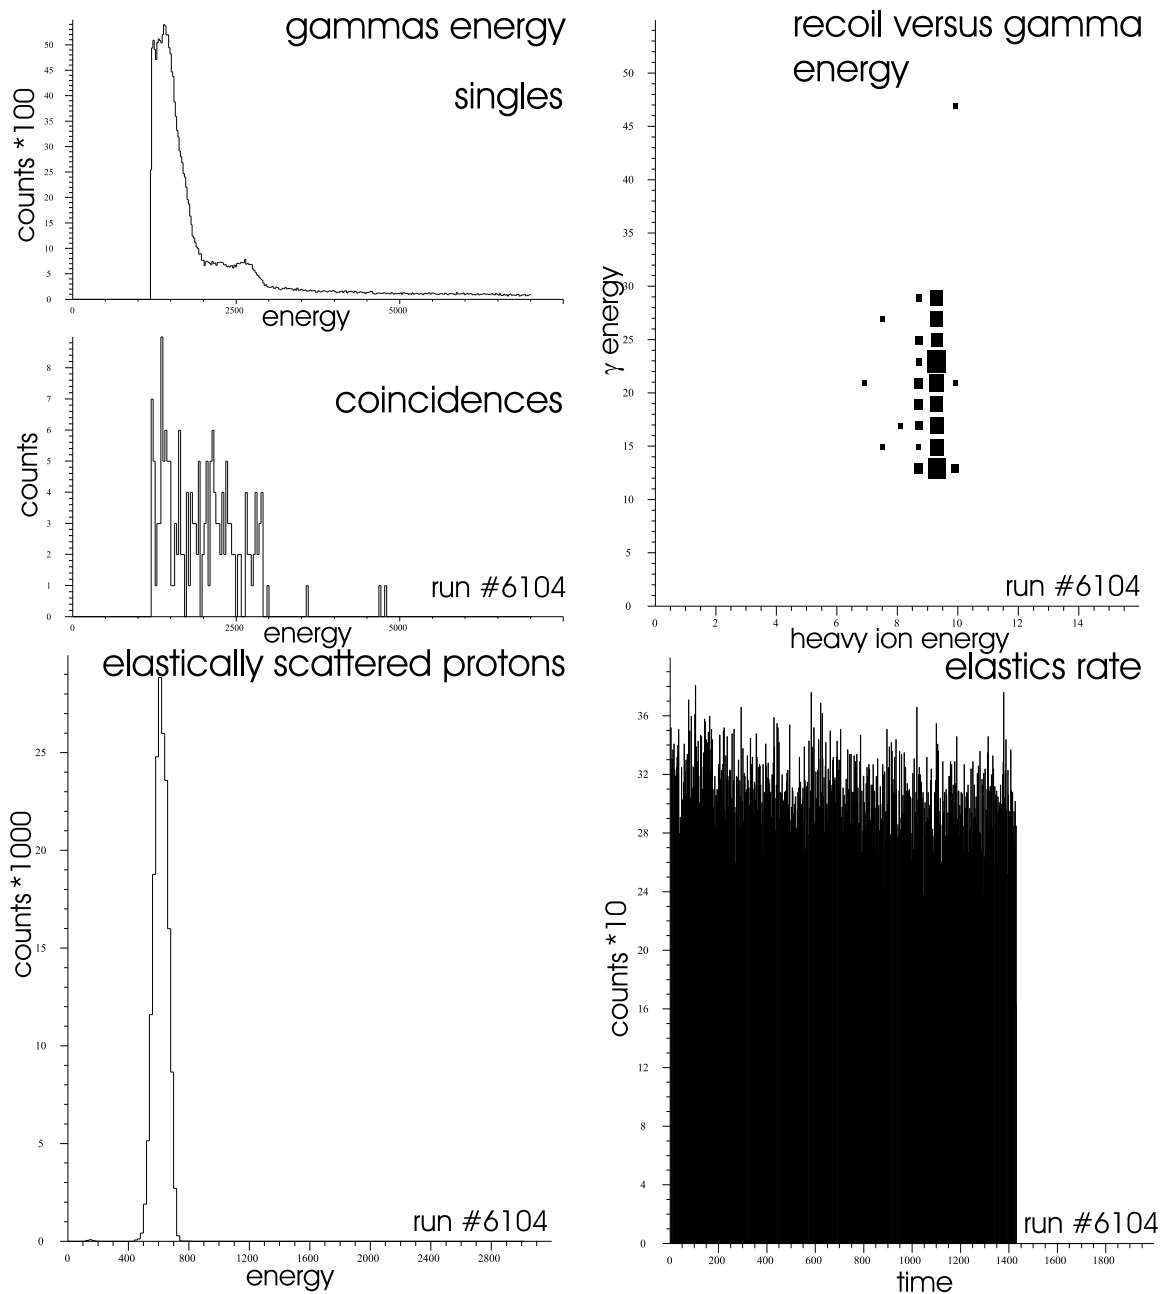 gammas energy
singles
counts *100
50
45
40
35
30
25
20
15
10
5
0
0 2500 5000
energy
coincidences
counts
8
7
6
5
4
3
2
1
0
run #6104
0 2500 5000
energy
recoil versus gamma
energy
γ energy
50
45
40
35
30
25
20
15
10
5
0
run #6104
0 2 4 6 8 10 12 14
heavy ion energy
elastically scattered protons
counts *1000
25
20
15
10
5
0
run #6104
0 400 800 1200 1600 2000 2400 2800
energy
elastics rate
counts *10
36
32
28
24
20
16
12
8
4
0
run #6104
0 200 400 600 800 1000 1200 1400 1600 1800
time